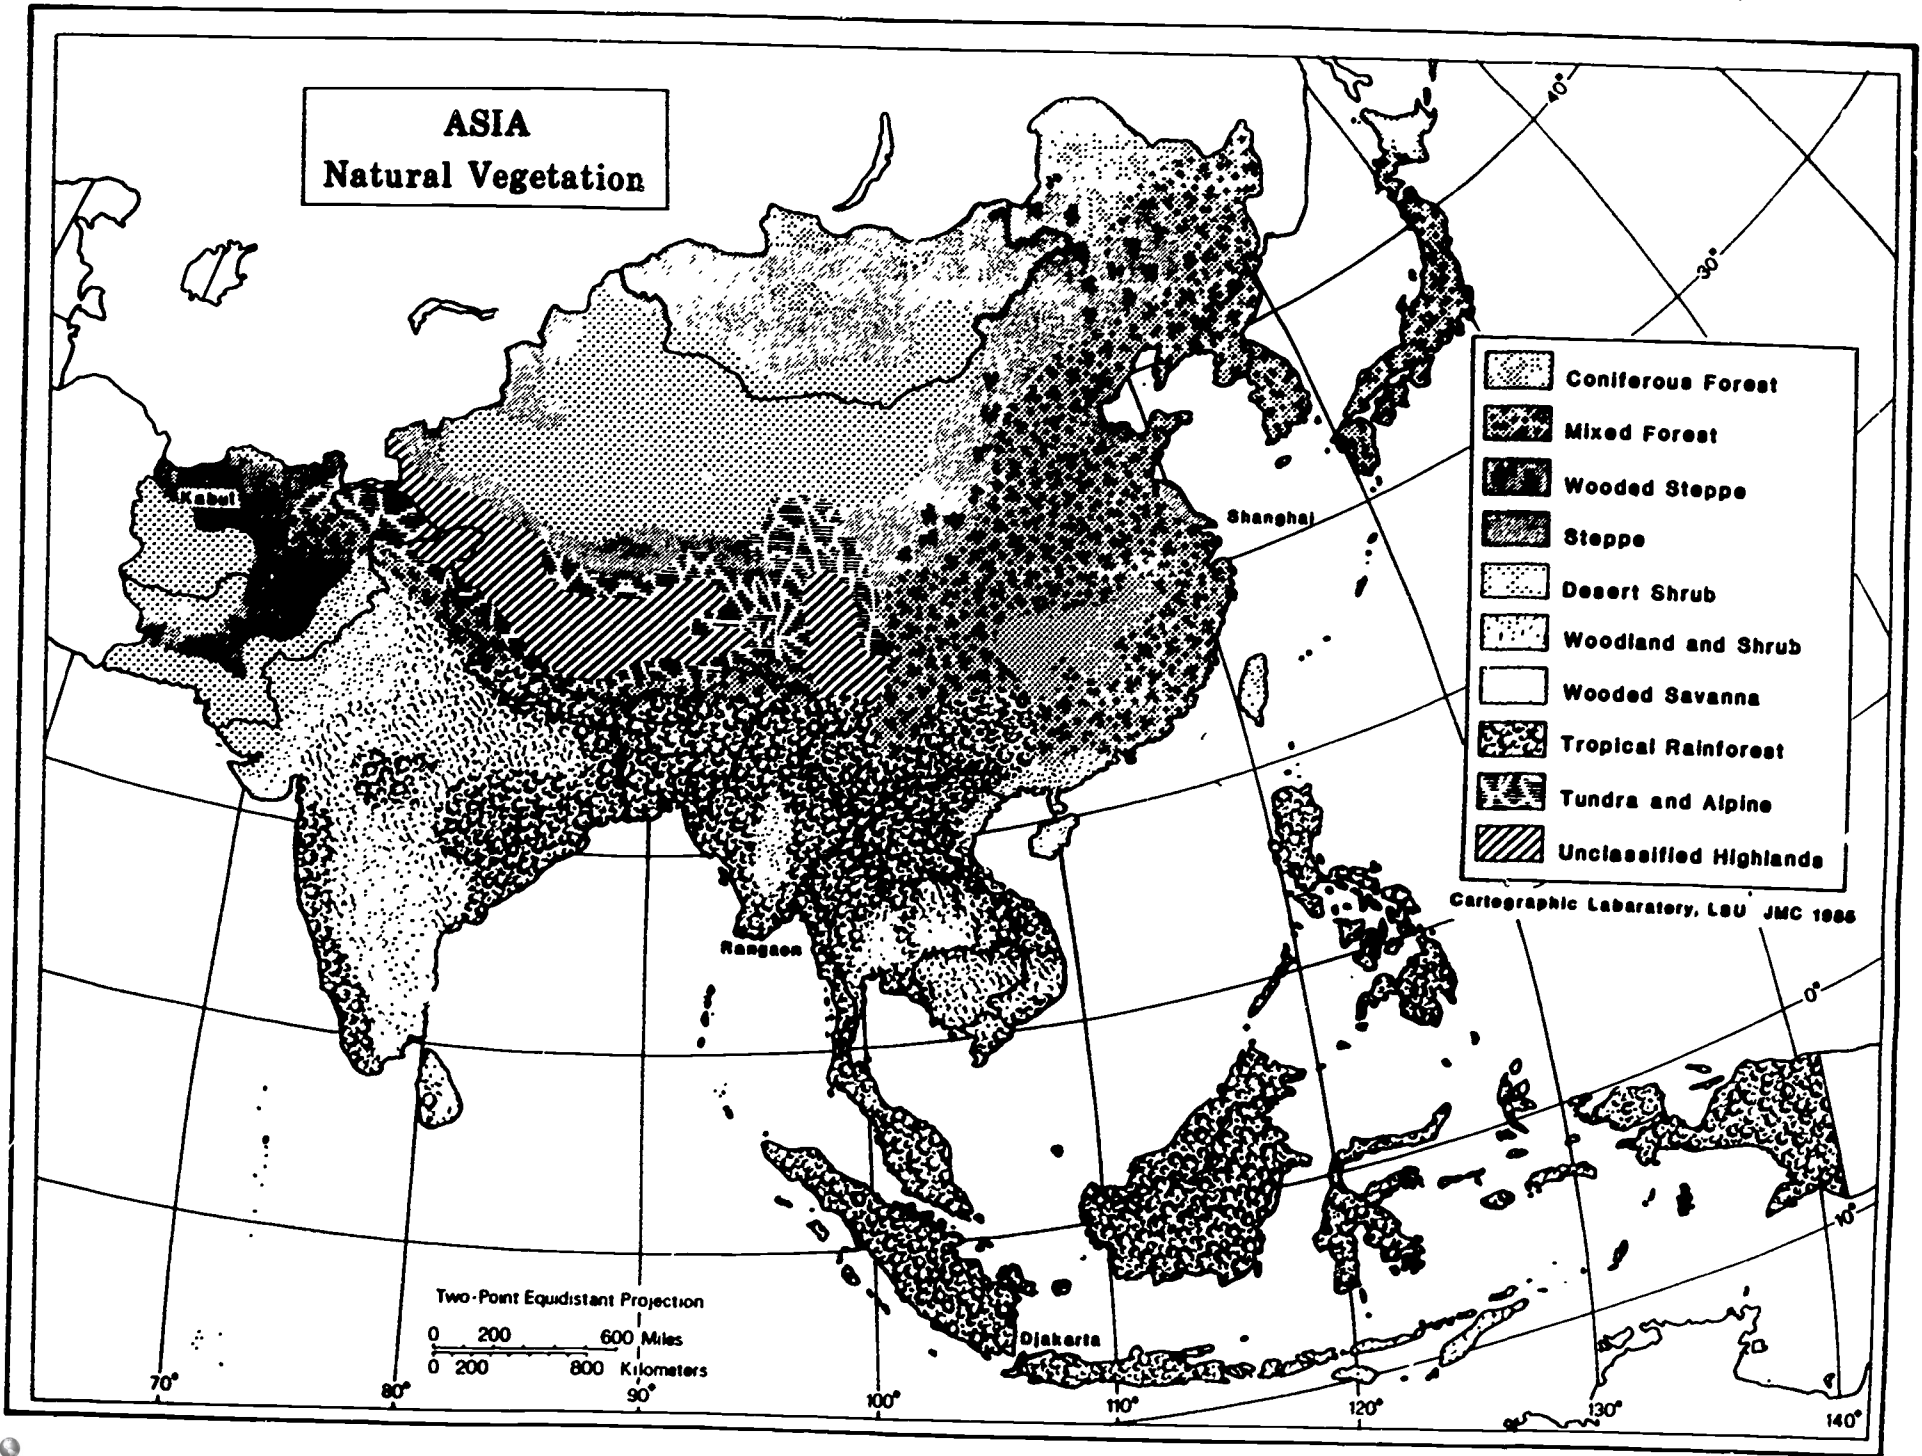 ASIA
Natural Vegetation
40°
30°
Kabul
Shanghai
Coniferous Forest
Mixed Forest
Wooded Steppe
Steppe
Desert Shrub
Woodland and Shrub
Wooded Savanna
Tropical Rainforest
Tundra and Alpine
Unclassified Highlands
Cartographic Labaratory, LSU JMC 1985
Rangoon
0°
10°
Two-Point Equidistant Projection
0 200 600 Miles
0 200 800 Kilometers
Djakarta
70° 80° 90° 100° 110° 120° 130° 140°